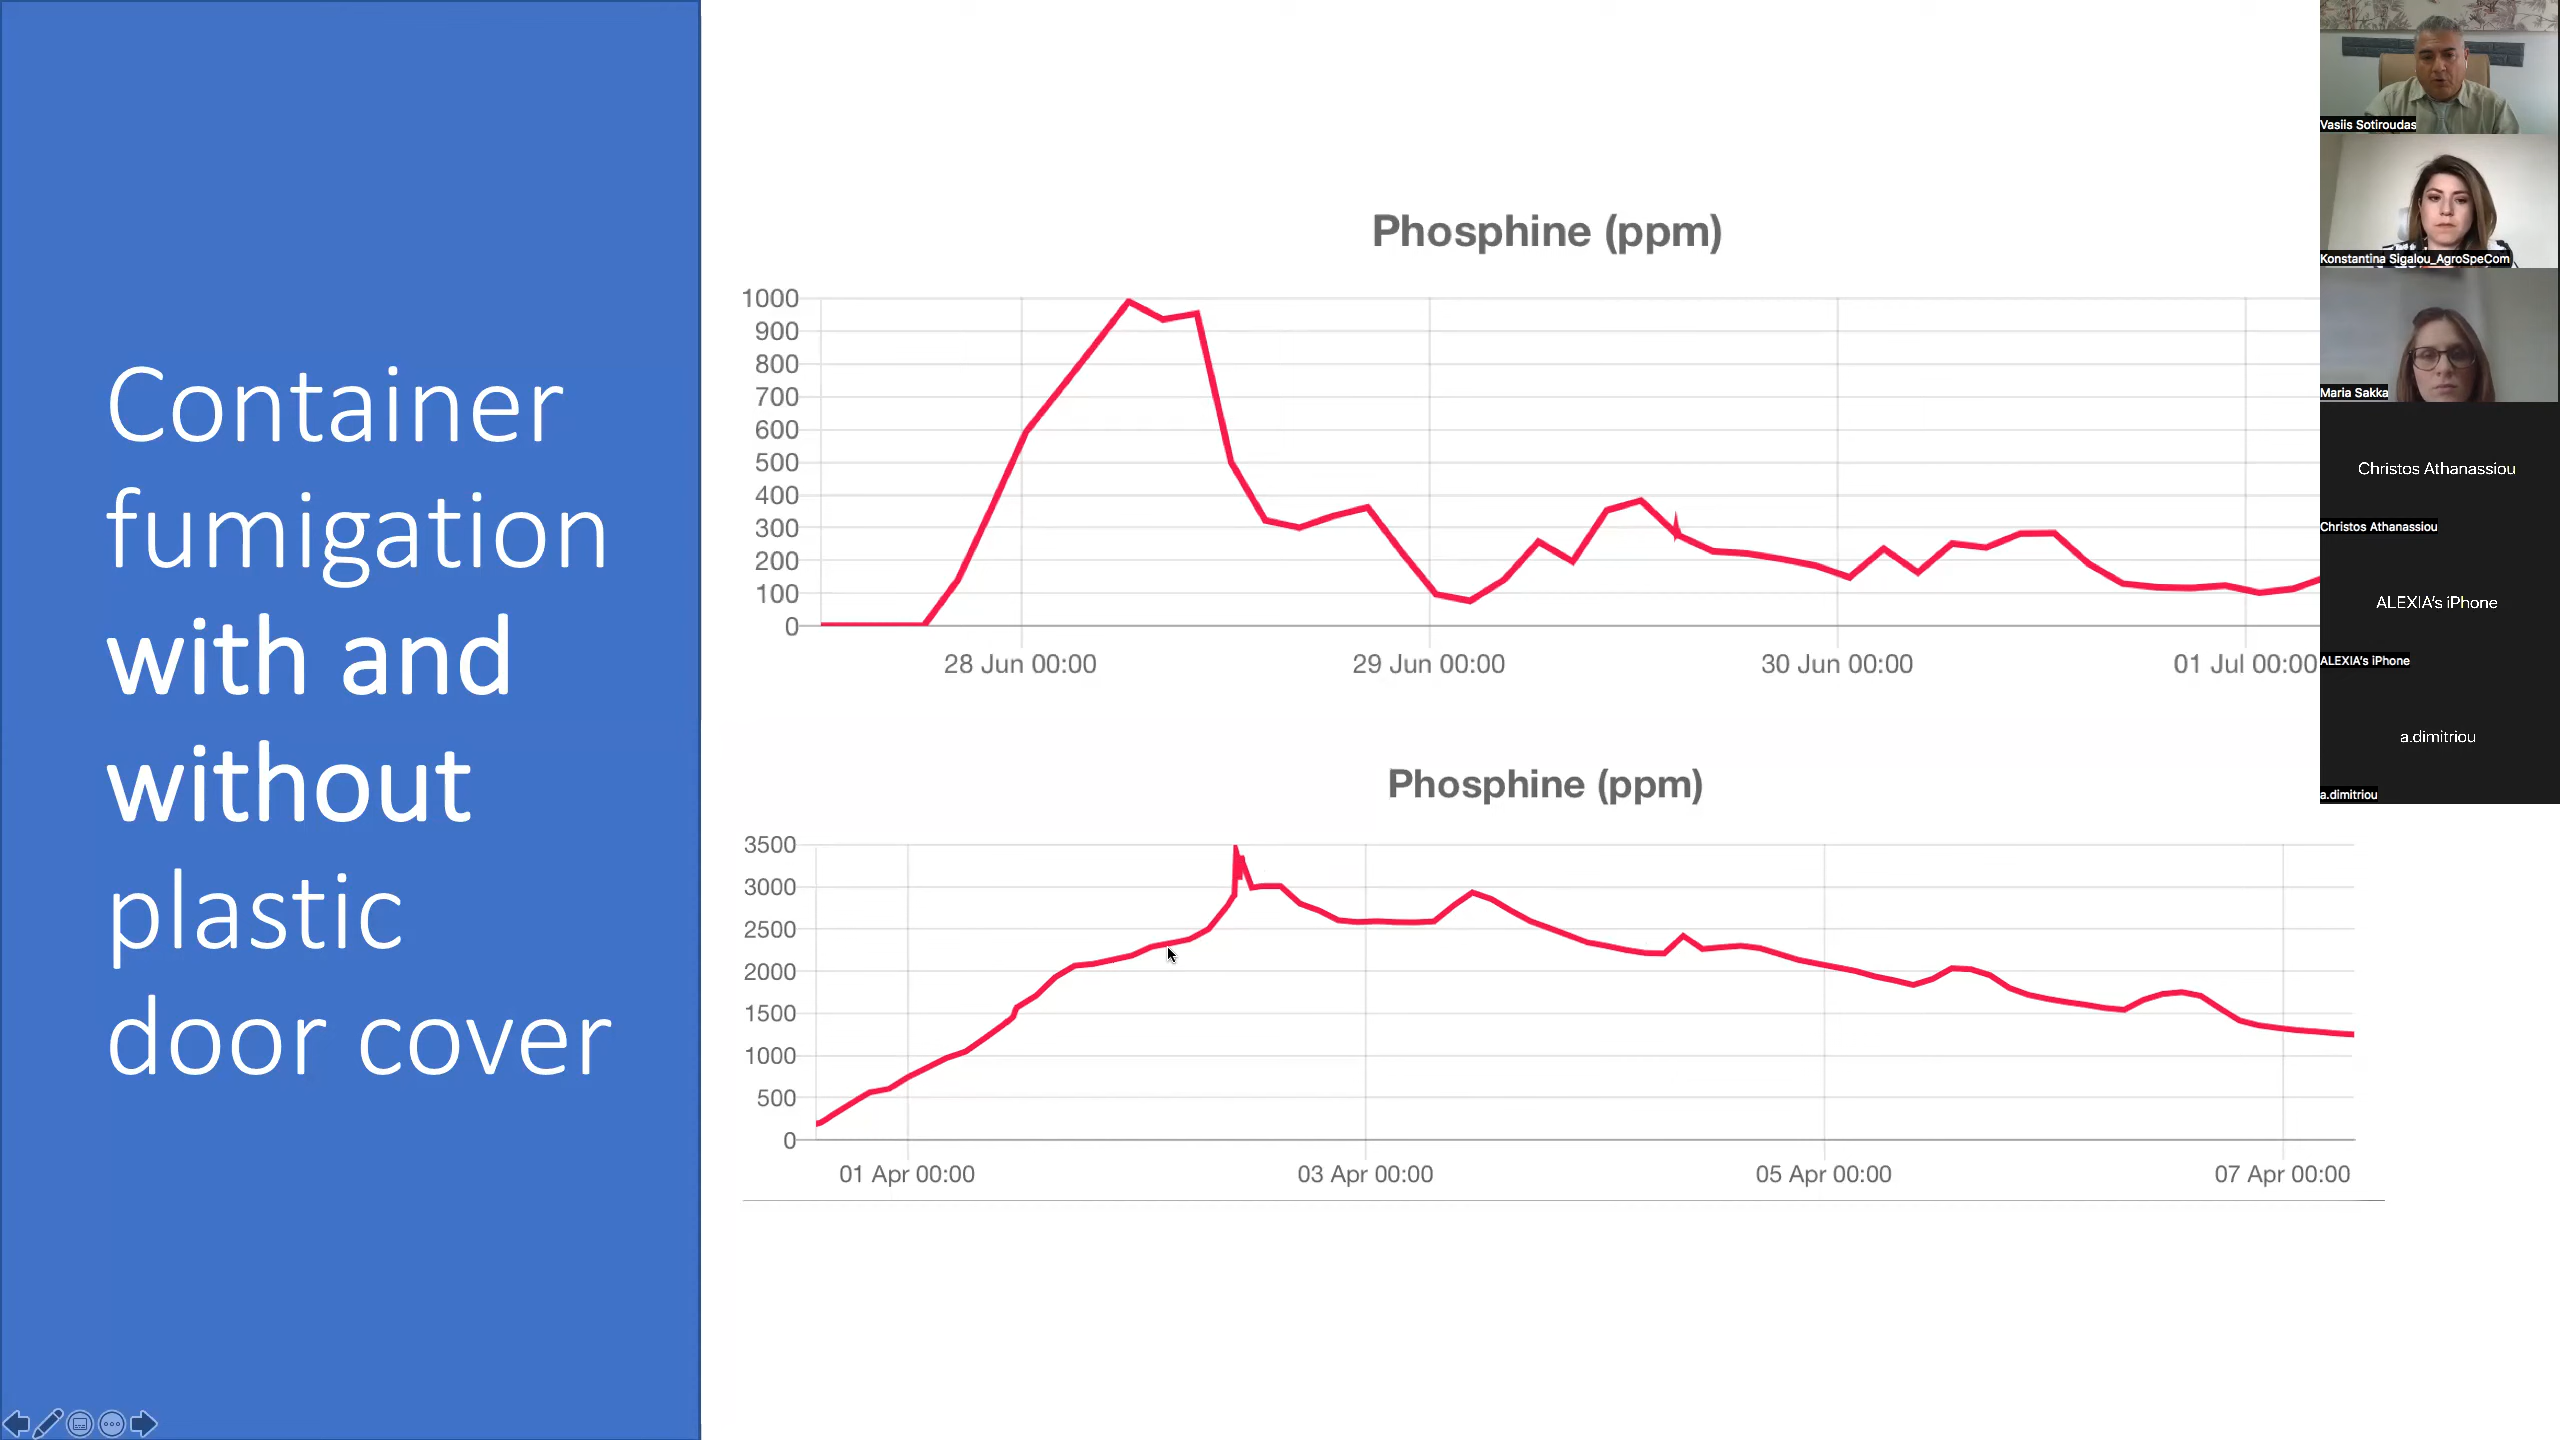 Container
fumigation
with and
without
plastic
door cover
Phosphine (ppm)
1000
900
800
700
600
500
400
300
200
100
0
28 Jun 00:00
29 Jun 00:00
30 Jun 00:00
01 Jul 00:00
Phosphine (ppm)
3500
3000
2500
2000
1500
1000
500
0
01 Apr 00:00
03 Apr 00:00
05 Apr 00:00
07 Apr 00:00
Vasiis Sotiroudas
Konstantina Sigalou_AgroSpeCom
Maria Sakka
Christos Athanassiou
Christos Athanassiou
ALEXIA's iPhone
ALEXIA's iPhone
a.dimitriou
a.dimitriou